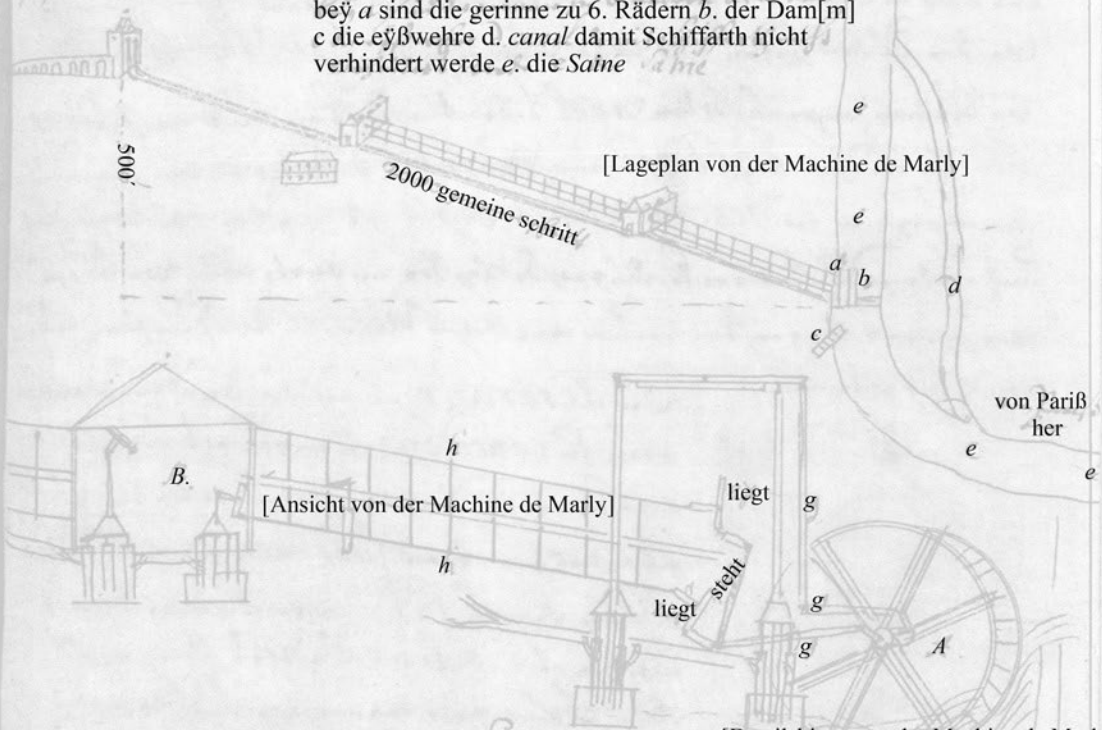 beÿ a sind die gerinne zu 6. Rädern b. der Dam[m]
c die eÿßwehre d. canal damit Schiffarth nicht
verhindert werde e. die Saine
e
500'
[Lageplan von der Machine de Marly]
2000 gemeine schritt
e
a
b
d
c
von Pariß
her
e
e
h
B.
liegt
g
[Ansicht von der Machine de Marly]
h
steht
liegt
g
g
A